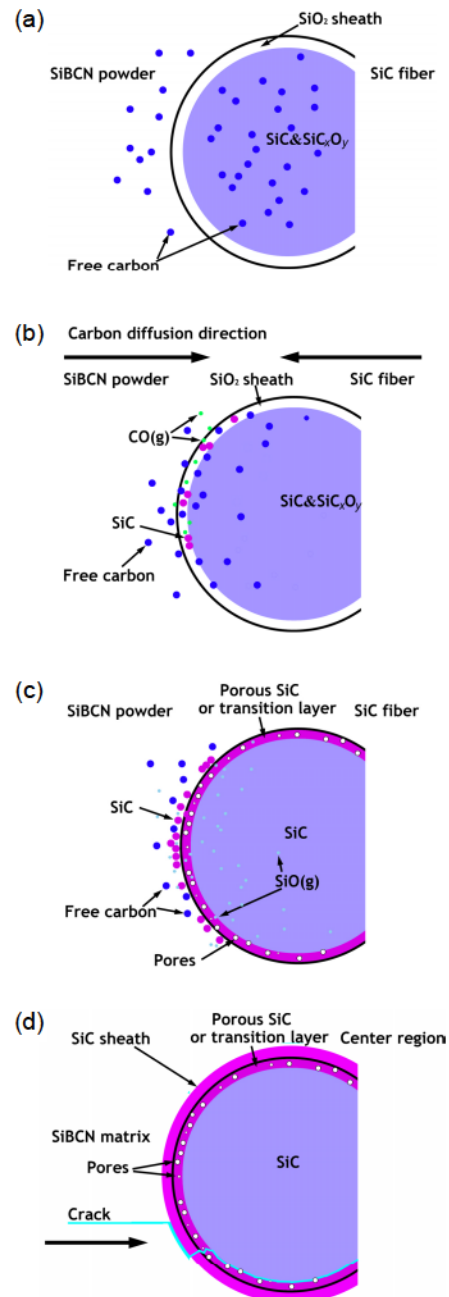 (a)
SiO₂ sheath
SiBCN powder
SiC fiber
SiC&SiCₓOᵧ
Free carbon
(b)
Carbon diffusion direction
SiBCN powder
SiO₂ sheath
SiC fiber
CO(g)
SiC&SiCₓOᵧ
SiC
Free carbon
(c)
Porous SiC
or transition layer
SiBCN powder
SiC fiber
SiC
SiC
SiO(g)
Free carbon
Pores
(d)
Porous SiC
or transition layer
SiC sheath
Center region
SiBCN matrix
Pores
SiC
Crack